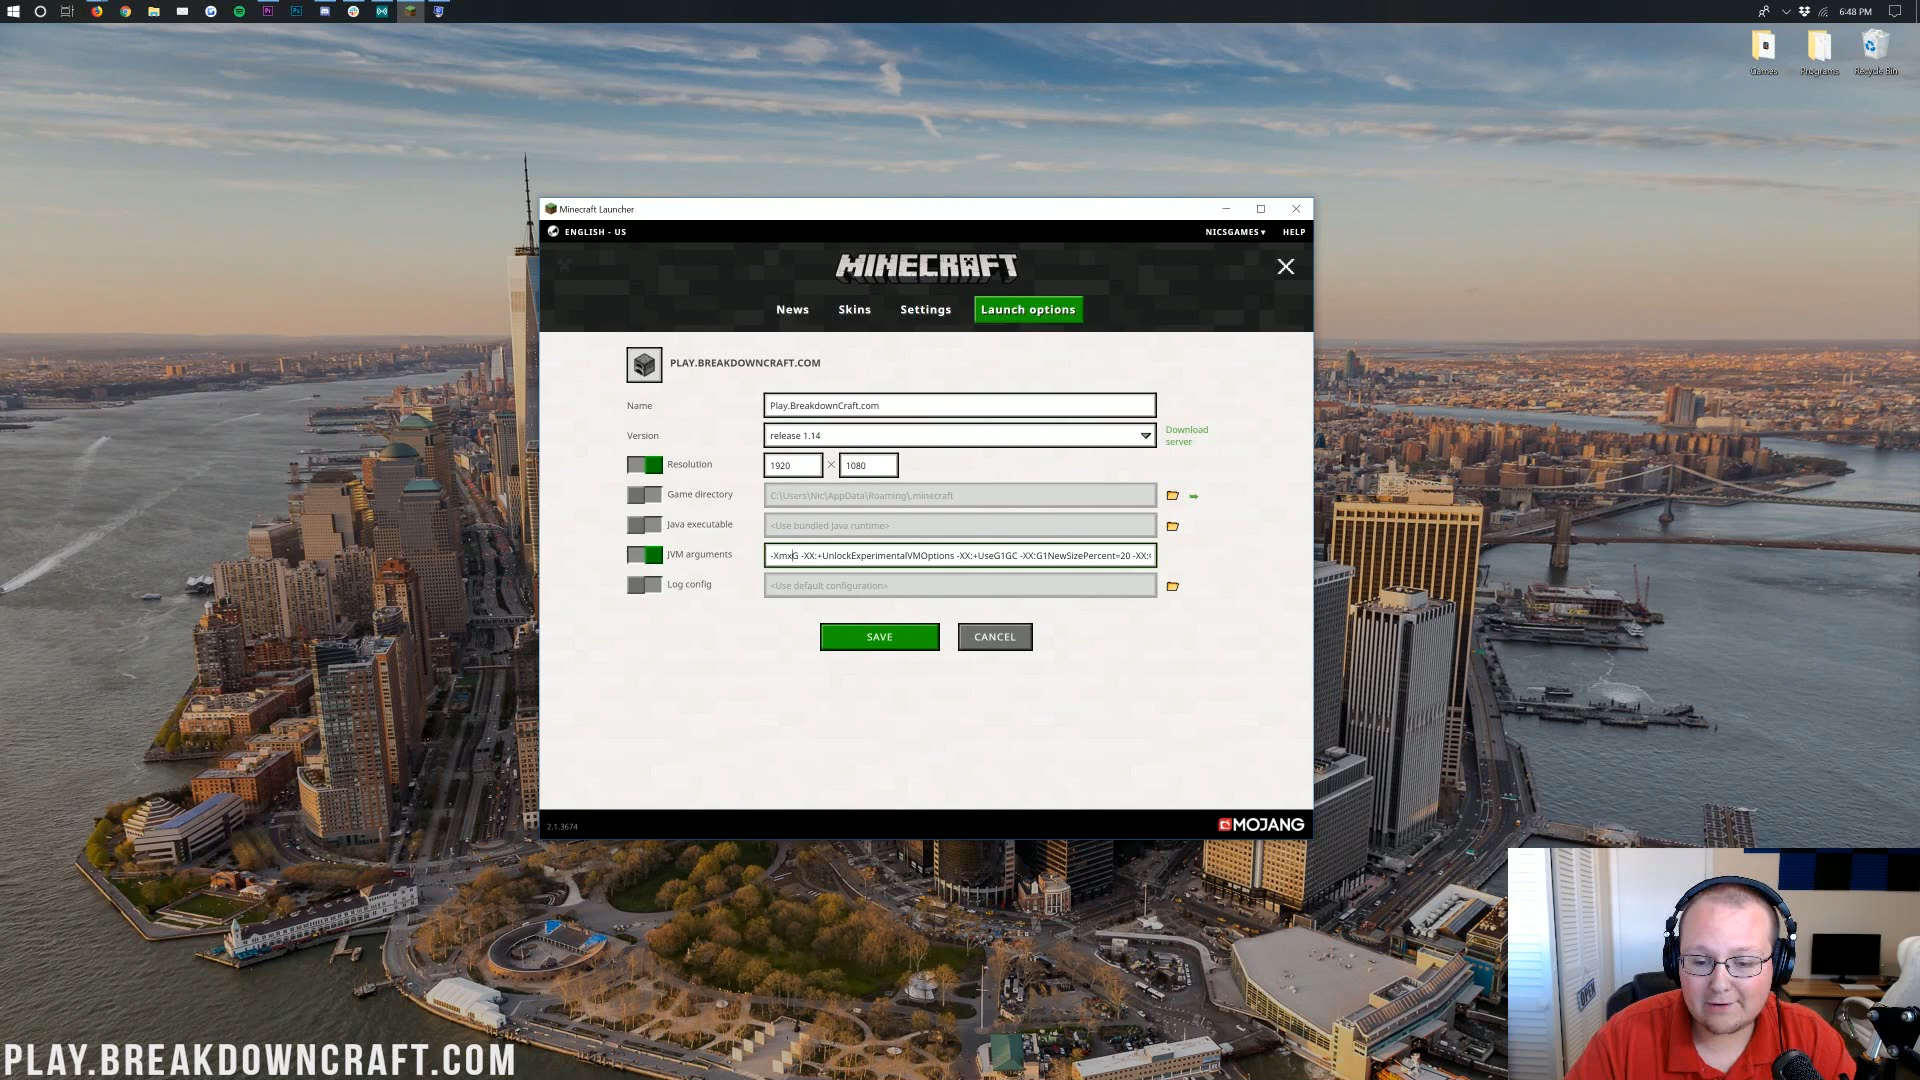 6:48 PM
Games
Programs
Recycle Bin
Minecraft Launcher
ENGLISH - US
NICSGAMES
HELP
MINECRAFT
News
Skins
Settings
Launch options
PLAY.BREAKDOWNCRAFT.COM
Name
Play.BreakdownCraft.com
Version
release 1.14
Download
server
Resolution
1920
1080
Game directory
C:\Users\Nic\AppData\Roaming\.minecraft
Java executable
<Use bundled Java runtime>
JVM arguments
-XmxG -XX:+UnlockExperimentalVMOptions -XX:+UseG1GC -XX:G1NewSizePercent=20 -XX:
Log config
<Use default configuration>
SAVE
CANCEL
2.1.3674
MOJANG
OPEN
PLAY.BREAKDOWNCRAFT.COM